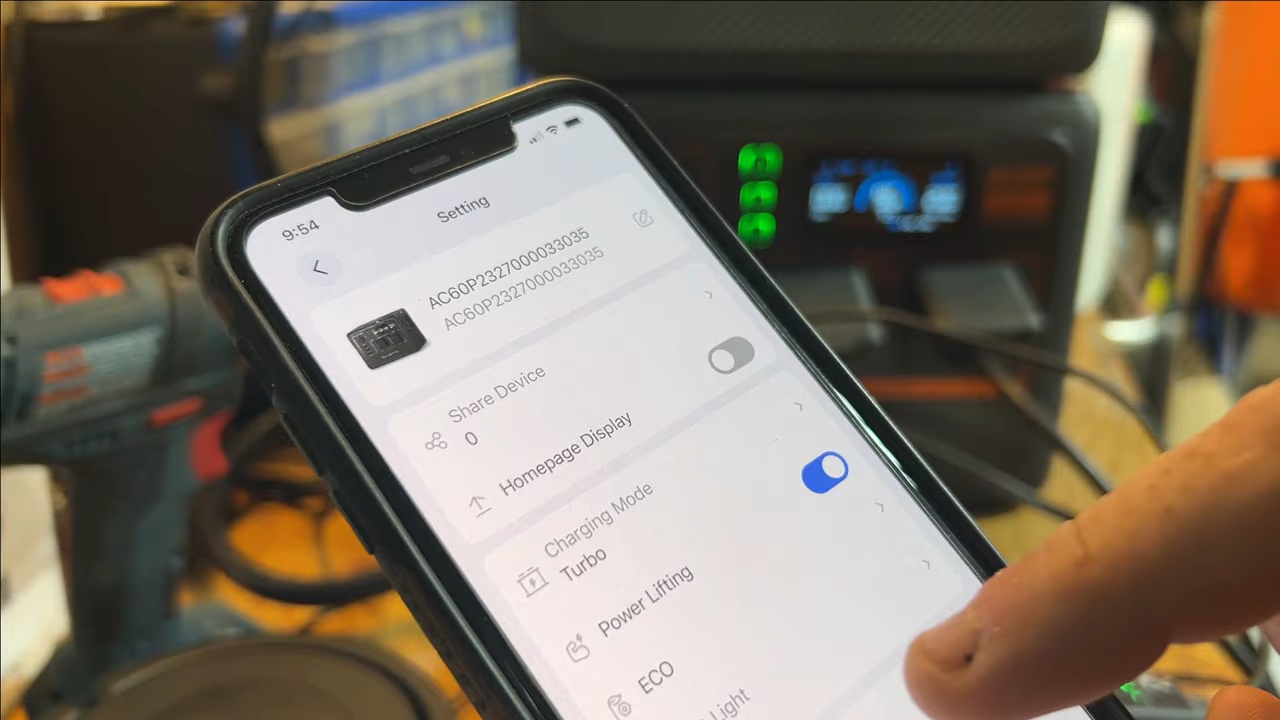 9:54
Setting
AC60P2327000033035
AC60P2327000033035
Share Device
0
Homepage Display
Charging Mode
Turbo
Power Lifting
ECO
Light